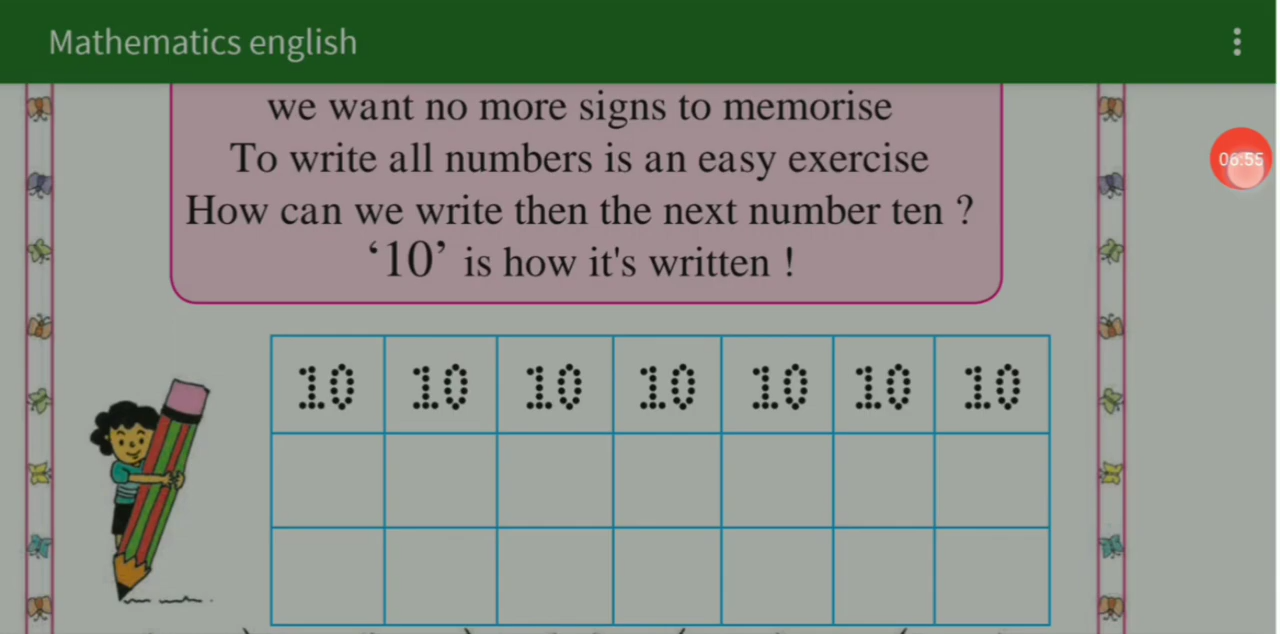 Mathematics english
we want no more signs to memorise
06:55
To write all numbers is an easy exercise
How can we write then the next number ten ?
‘10’ is how it's written !
10 10 10 10 10 10 10